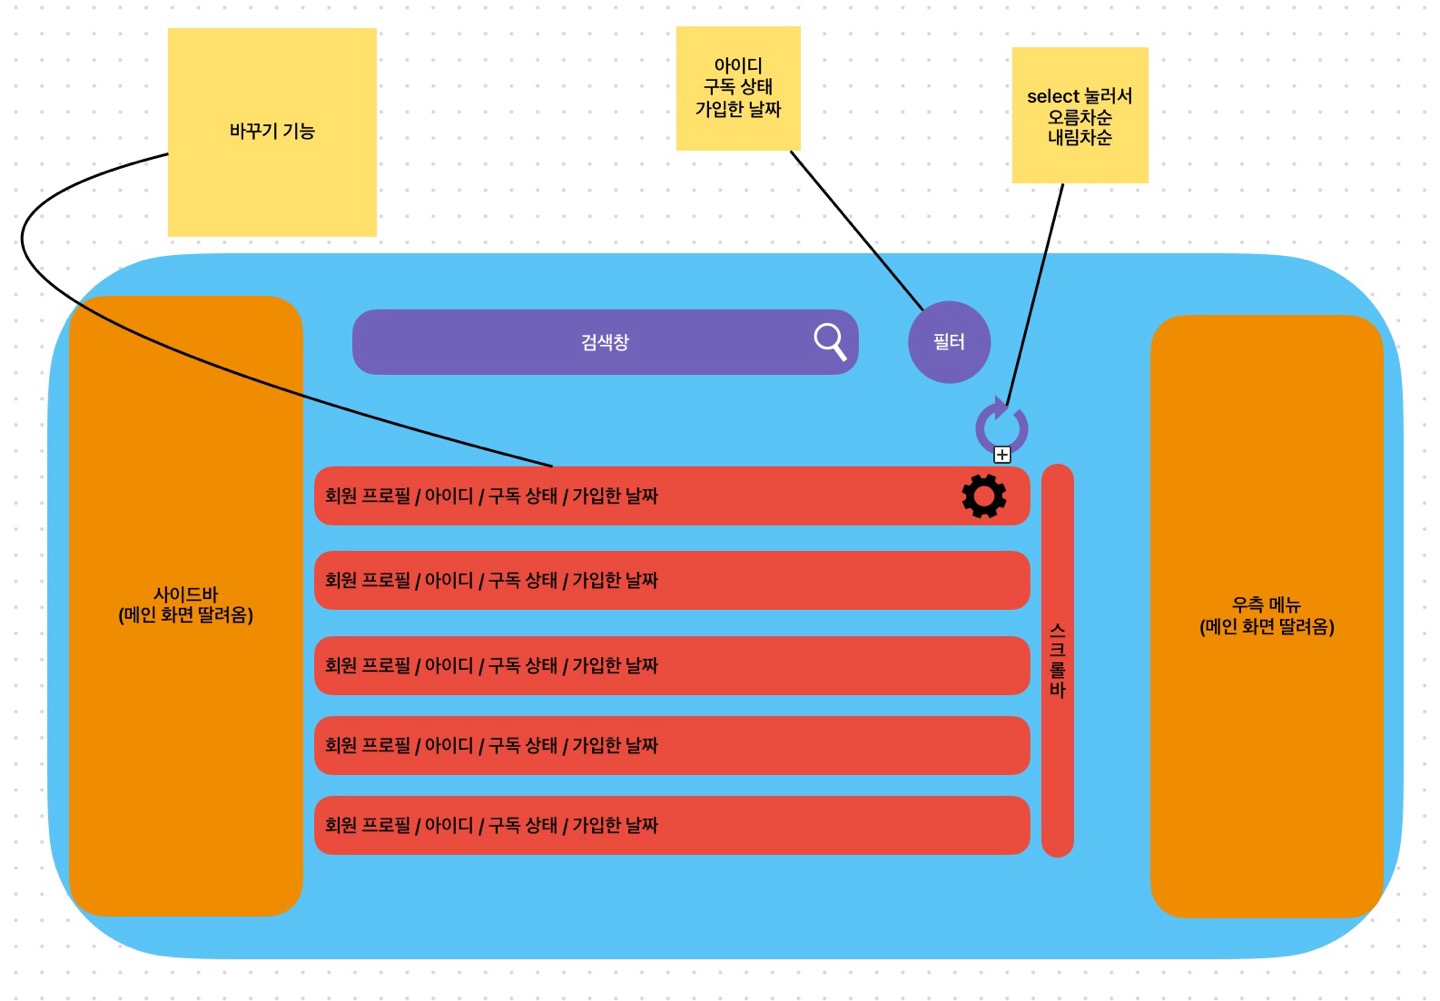 바꾸기 기능
아이디
구독 상태
가입한 날짜
select 눌러서
오름차순
내림차순
검색창
필터
사이드바
(메인 화면 딸려옴)
회원 프로필 / 아이디 / 구독 상태 / 가입한 날짜
회원 프로필 / 아이디 / 구독 상태 / 가입한 날짜
회원 프로필 / 아이디 / 구독 상태 / 가입한 날짜
회원 프로필 / 아이디 / 구독 상태 / 가입한 날짜
회원 프로필 / 아이디 / 구독 상태 / 가입한 날짜
스크롤바
우측 메뉴
(메인 화면 딸려옴)